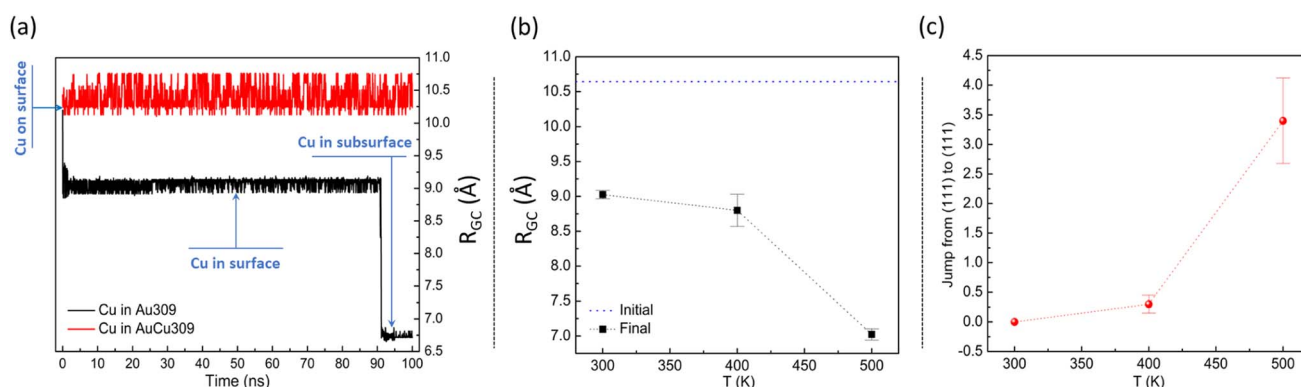 (a)
Cu on surface
Cu in subsurface
Cu in surface
Cu in Au309
Cu in AuCu309
11.0
10.5
10.0
9.5
9.0
8.5
8.0
7.5
7.0
6.5
R_GC (Å)
0 10 20 30 40 50 60 70 80 90 100
Time (ns)
(b)
11.0
10.5
10.0
9.5
9.0
8.5
8.0
7.5
7.0
R_GC (Å)
Initial
Final
300 350 400 450 500
T (K)
(c)
4.5
4.0
3.5
3.0
2.5
2.0
1.5
1.0
0.5
0.0
-0.5
Jump from (111) to (111)
300 350 400 450 500
T (K)